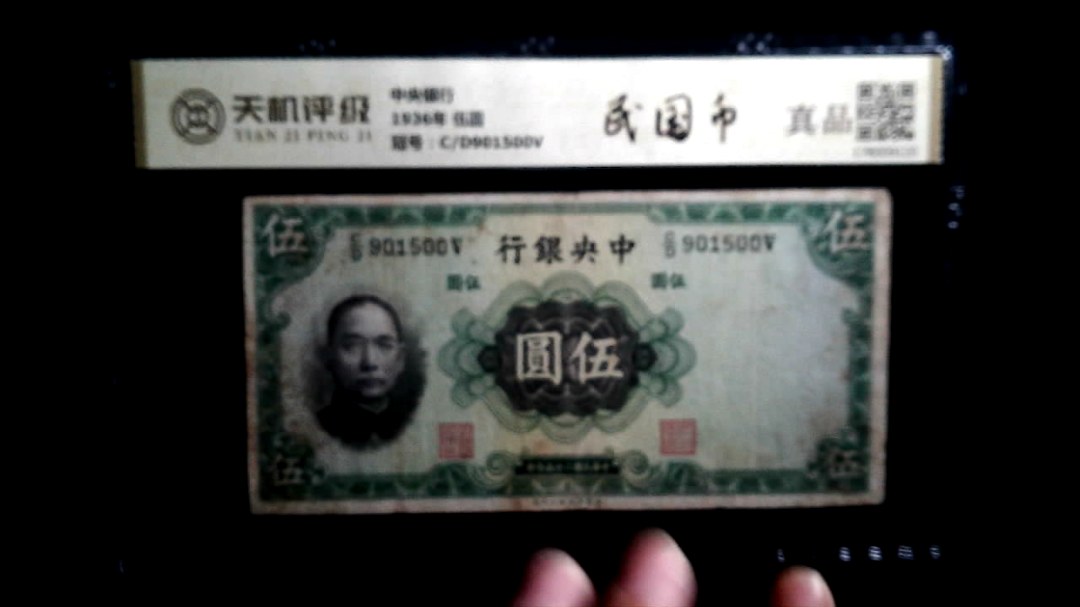 天机评级
TIAN JI PING JI
中央银行
1936年 伍圆
冠号：C/D901500V
民国币
真品
伍
伍
C/D 901500V
行銀央中
C/D 901500V
圓伍
圓伍
圓伍
伍
伍